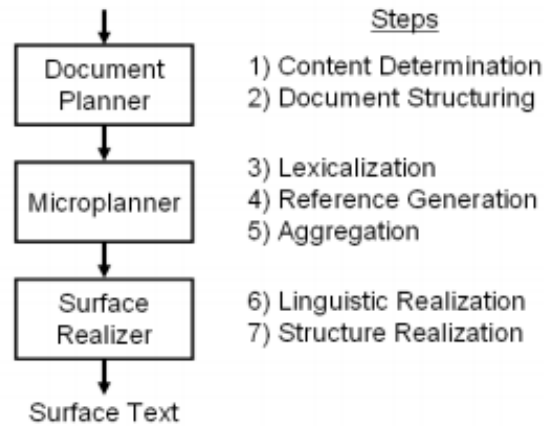 Steps
Document
Planner
1) Content Determination
2) Document Structuring
Microplanner
3) Lexicalization
4) Reference Generation
5) Aggregation
Surface
Realizer
6) Linguistic Realization
7) Structure Realization
Surface Text